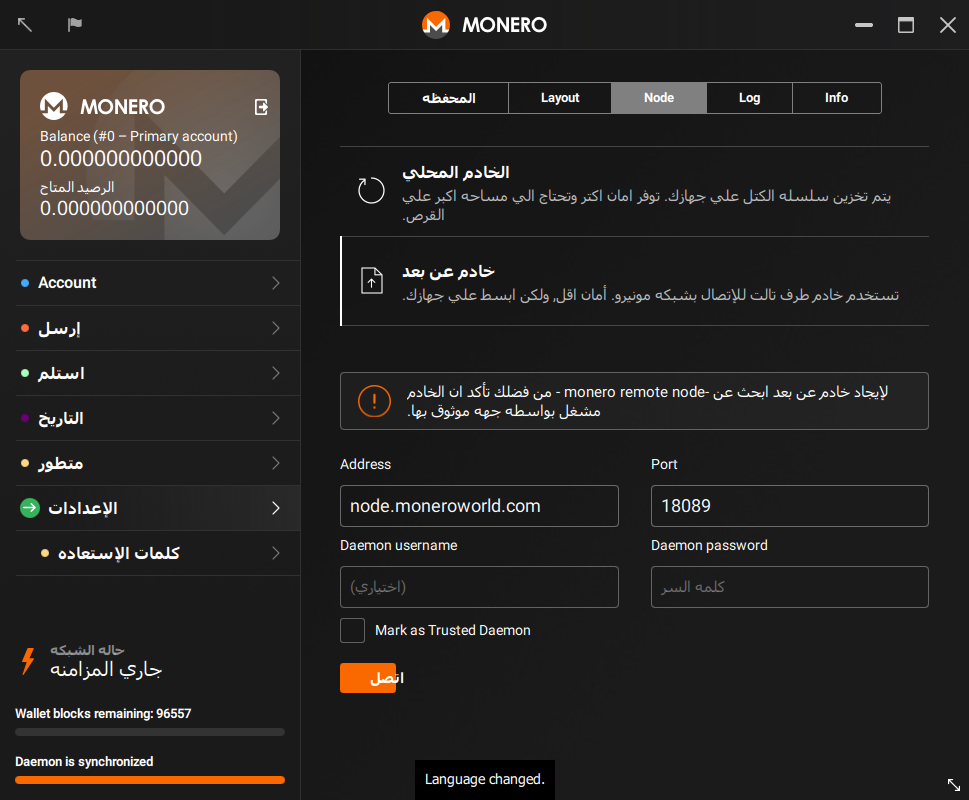 MONERO
MONERO
Balance (#0 – Primary account)
0.000000000000
الرصيد المتاح
0.000000000000
Account
إرسل
استلم
التاريخ
متطور
الإعدادات
كلمات الإستعاده
حاله الشبكه
جاري المزامنه
Wallet blocks remaining: 96557
Daemon is synchronized
المحفظه
Layout
Node
Log
Info
الخادم المحلي
يتم تخزين سلسله الكتل علي جهازك. توفر امان اكتر وتحتاج الي مساحه اكبر علي
القرص.
خادم عن بعد
تستخدم خادم طرف تالت للإتصال بشبكه مونيرو. أمان اقل, ولكن ابسط علي جهازك.
لإيجاد خادم عن بعد ابحث عن -monero remote node - من فضلك تأكد ان الخادم
مشغل بواسطه جهه موثوق بها.
Address
Port
node.moneroworld.com
18089
Daemon username
Daemon password
(اختياري)
كلمه السر
Mark as Trusted Daemon
اتصل
Language changed.